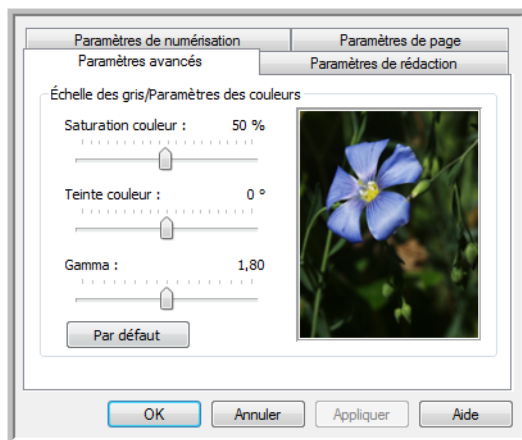 Paramètres de numérisation
Paramètres de page
Paramètres avancés
Paramètres de rédaction
Échelle des gris/Paramètres des couleurs
Saturation couleur : 50 %
Teinte couleur : 0 °
Gamma : 1,80
Par défaut
OK Annuler Appliquer Aide